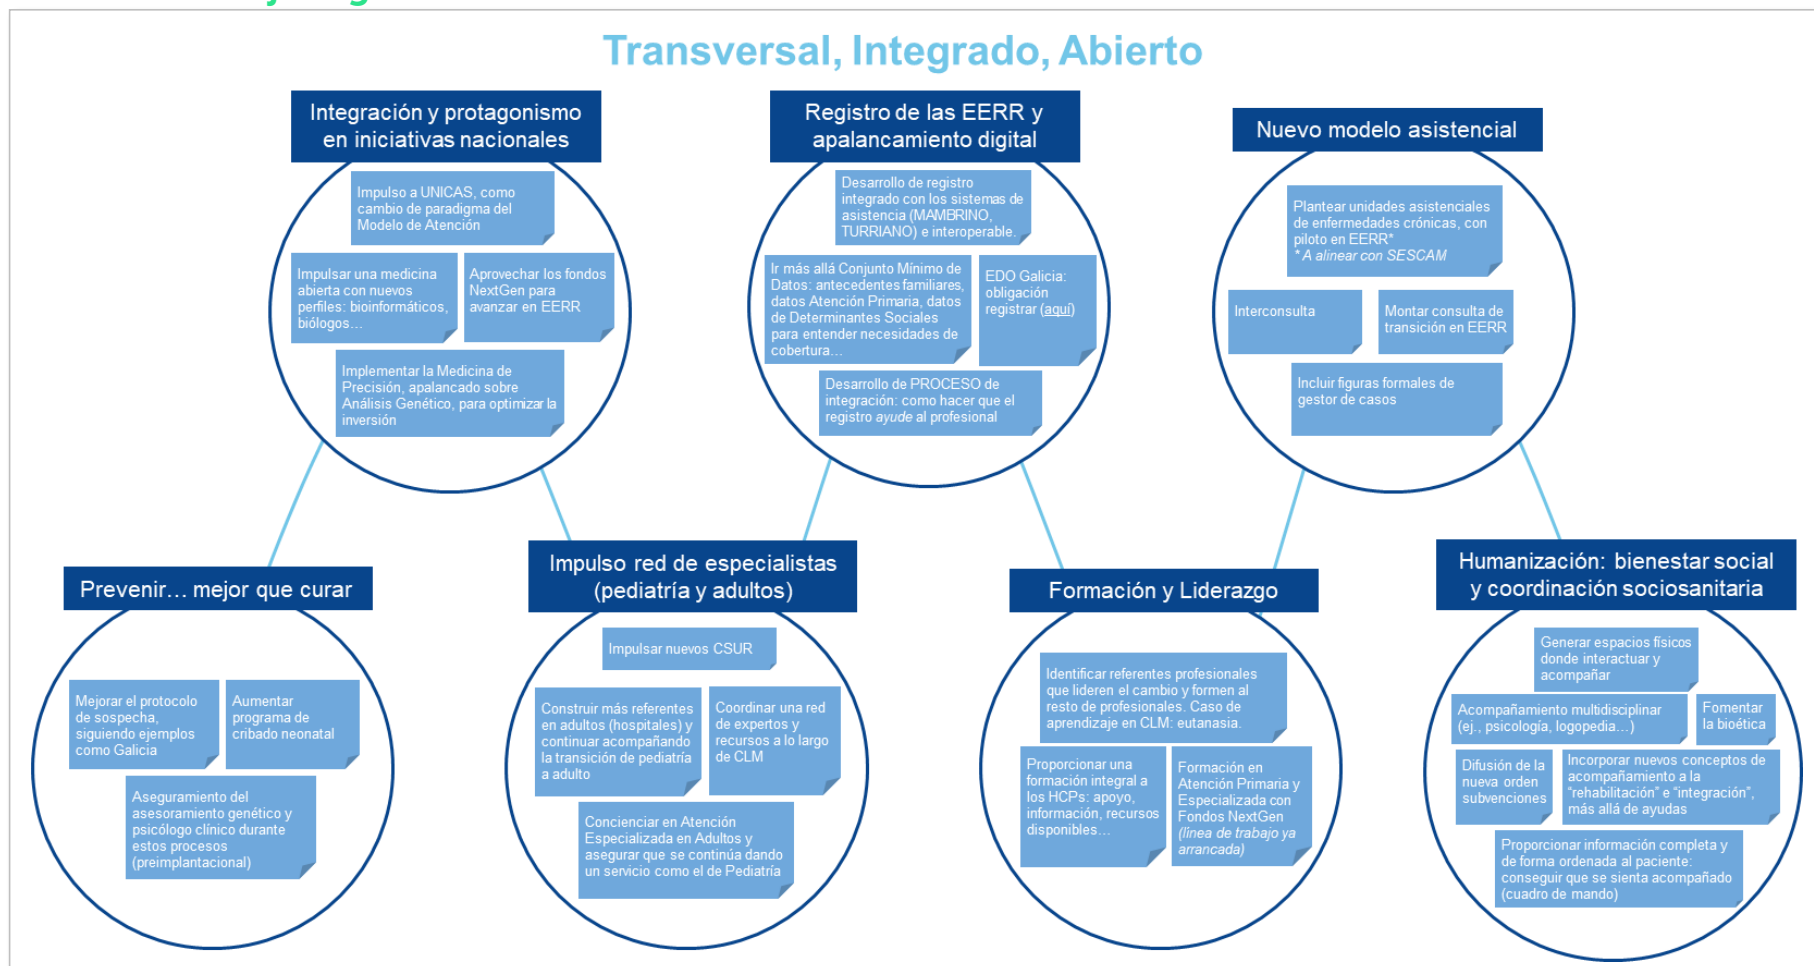 Transversal, Integrado, Abierto
Integración y protagonismo
en iniciativas nacionales
Impulso a UNICAS, como
cambio de paradigma del
Modelo de Atención
Impulsar una medicina
abierta con nuevos
perfiles: bioinformáticos,
biólogos…
Aprovechar los fondos
NextGen para
avanzar en EERR
Implementar la Medicina de
Precisión, apalancado sobre
Análisis Genético, para optimizar la
inversión
Registro de las EERR y
apalancamiento digital
Desarrollo de registro
integrado con los sistemas de
asistencia (MAMBRINO,
TURRIANO) e interoperable.
Ir más allá Conjunto Mínimo de
Datos: antecedentes familiares,
datos Atención Primaria, datos
de Determinantes Sociales
para entender necesidades de
cobertura…
EDO Galicia:
obligación
registrar (aquí)
Desarrollo de PROCESO de
integración: como hacer que el
registro ayude al profesional
Nuevo modelo asistencial
Plantear unidades asistenciales
de enfermedades crónicas, con
piloto en EERR*
* A alinear con SESCAM
Interconsulta
Montar consulta de
transición en EERR
Incluir figuras formales de
gestor de casos
Prevenir… mejor que curar
Mejorar el protocolo
de sospecha,
siguiendo ejemplos
como Galicia
Aumentar
programa de
cribado neonatal
Aseguramiento del
asesoramiento genético y
psicólogo clínico durante
estos procesos
(preimplantacional)
Impulso red de especialistas
(pediatría y adultos)
Impulsar nuevos CSUR
Construir más referentes
en adultos (hospitales) y
continuar acompañando
la transición de pediatría
a adulto
Coordinar una red
de expertos y
recursos a lo largo
de CLM
Concienciar en Atención
Especializada en Adultos y
asegurar que se continúa dando
un servicio como el de Pediatría
Formación y Liderazgo
Identificar referentes profesionales
que lideren el cambio y formen al
resto de profesionales. Caso de
aprendizaje en CLM: eutanasia.
Proporcionar una
formación integral a
los HCPs: apoyo,
información, recursos
disponibles…
Formación en
Atención Primaria y
Especializada con
Fondos NextGen
(línea de trabajo ya
arrancada)
Humanización: bienestar social
y coordinación sociosanitaria
Generar espacios físicos
donde interactuar y
acompañar
Acompañamiento multidisciplinar
(ej., psicología, logopedia…)
Fomentar
la bioética
Difusión de la
nueva orden
subvenciones
Incorporar nuevos conceptos de
acompañamiento a la
“rehabilitación” e “integración”,
más allá de ayudas
Proporcionar información completa y
de forma ordenada al paciente:
conseguir que se sienta acompañado
(cuadro de mando)